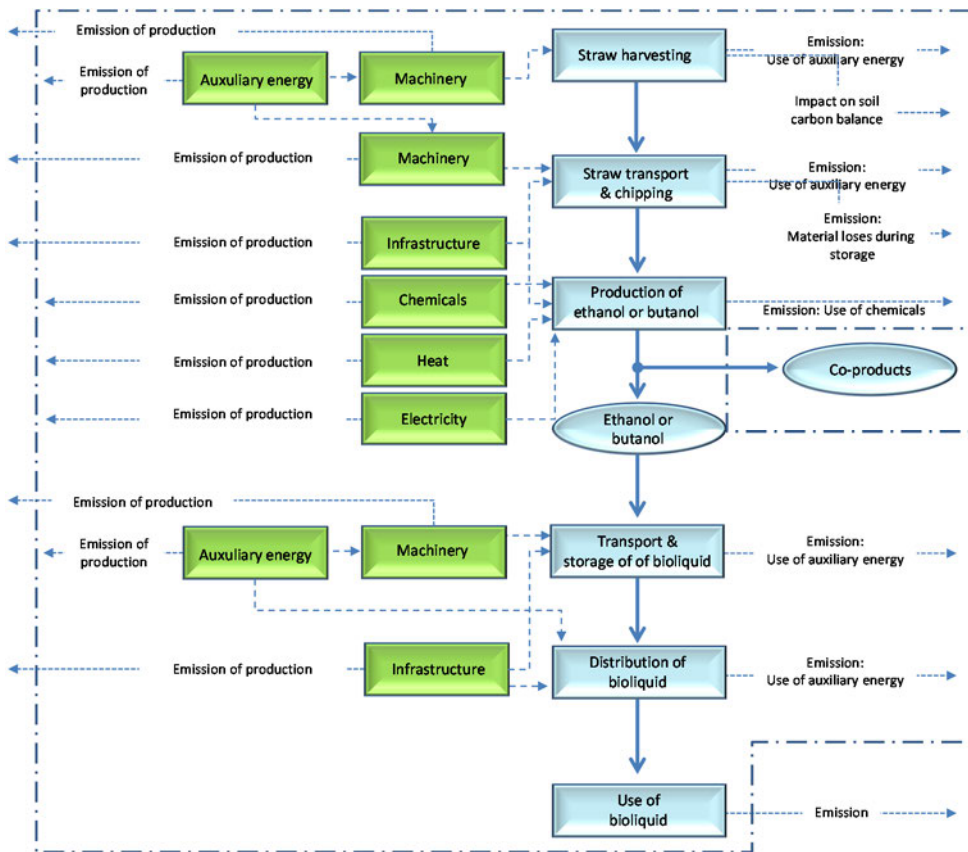 Emission of production
Emission of
production
Auxuliary energy
Machinery
Straw harvesting
Emission:
Use of auxiliary energy
Impact on soil
carbon balance
Emission of production
Machinery
Straw transport
& chipping
Emission:
Use of auxiliary energy
Emission:
Material loses during
storage
Emission of production
Infrastructure
Emission of production
Chemicals
Production of
ethanol or butanol
Emission: Use of chemicals
Emission of production
Heat
Co-products
Emission of production
Electricity
Ethanol or
butanol
Emission of production
Emission of
production
Auxuliary energy
Machinery
Transport &
storage of of bioliquid
Emission:
Use of auxiliary energy
Emission of production
Infrastructure
Distribution of
bioliquid
Emission:
Use of auxiliary energy
Use of
bioliquid
Emission